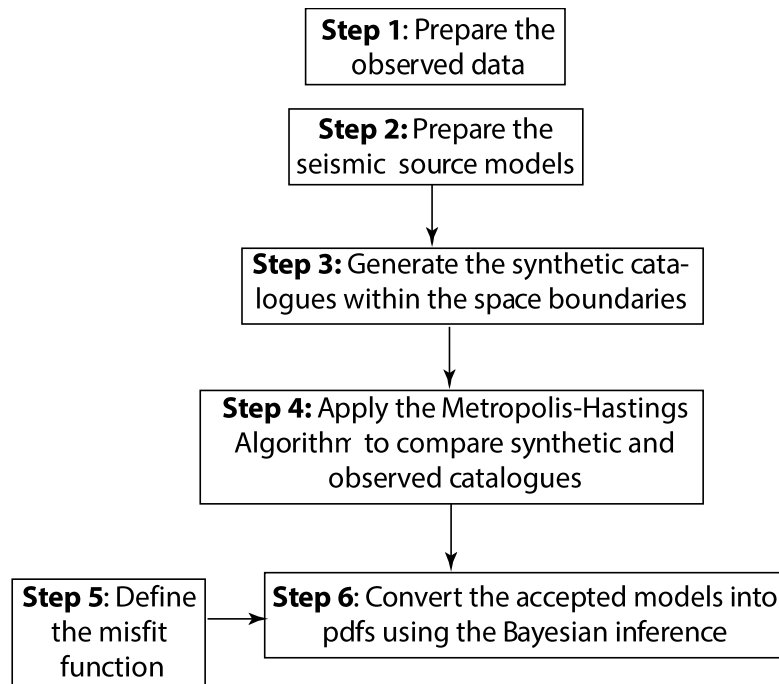 Step 1: Prepare the
observed data
Step 2: Prepare the
seismic source models
Step 3: Generate the synthetic cata-
logues within the space boundaries
Step 4: Apply the Metropolis-Hastings
Algorithm to compare synthetic and
observed catalogues
Step 5: Define
the misfit
function
Step 6: Convert the accepted models into
pdfs using the Bayesian inference